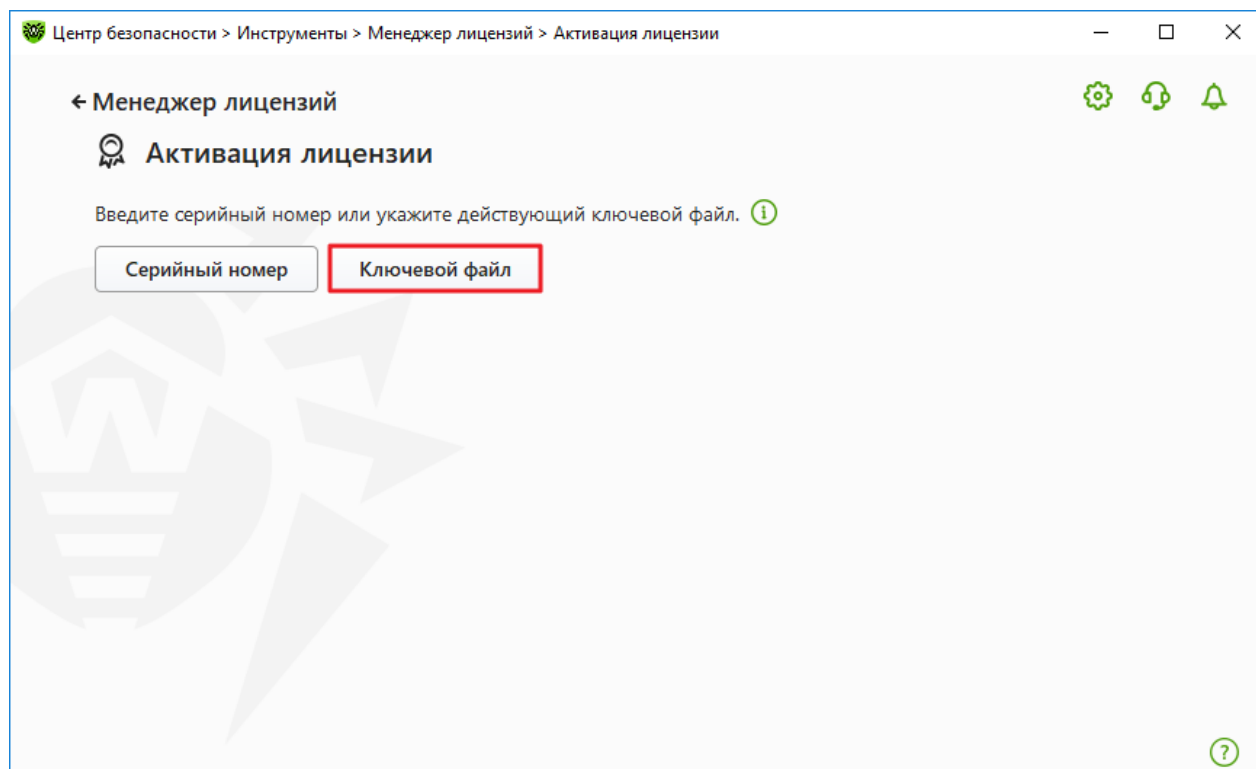 Центр безопасности > Инструменты > Менеджер лицензий > Активация лицензии
Менеджер лицензий
Активация лицензии
Введите серийный номер или укажите действующий ключевой файл.
Серийный номер Ключевой файл